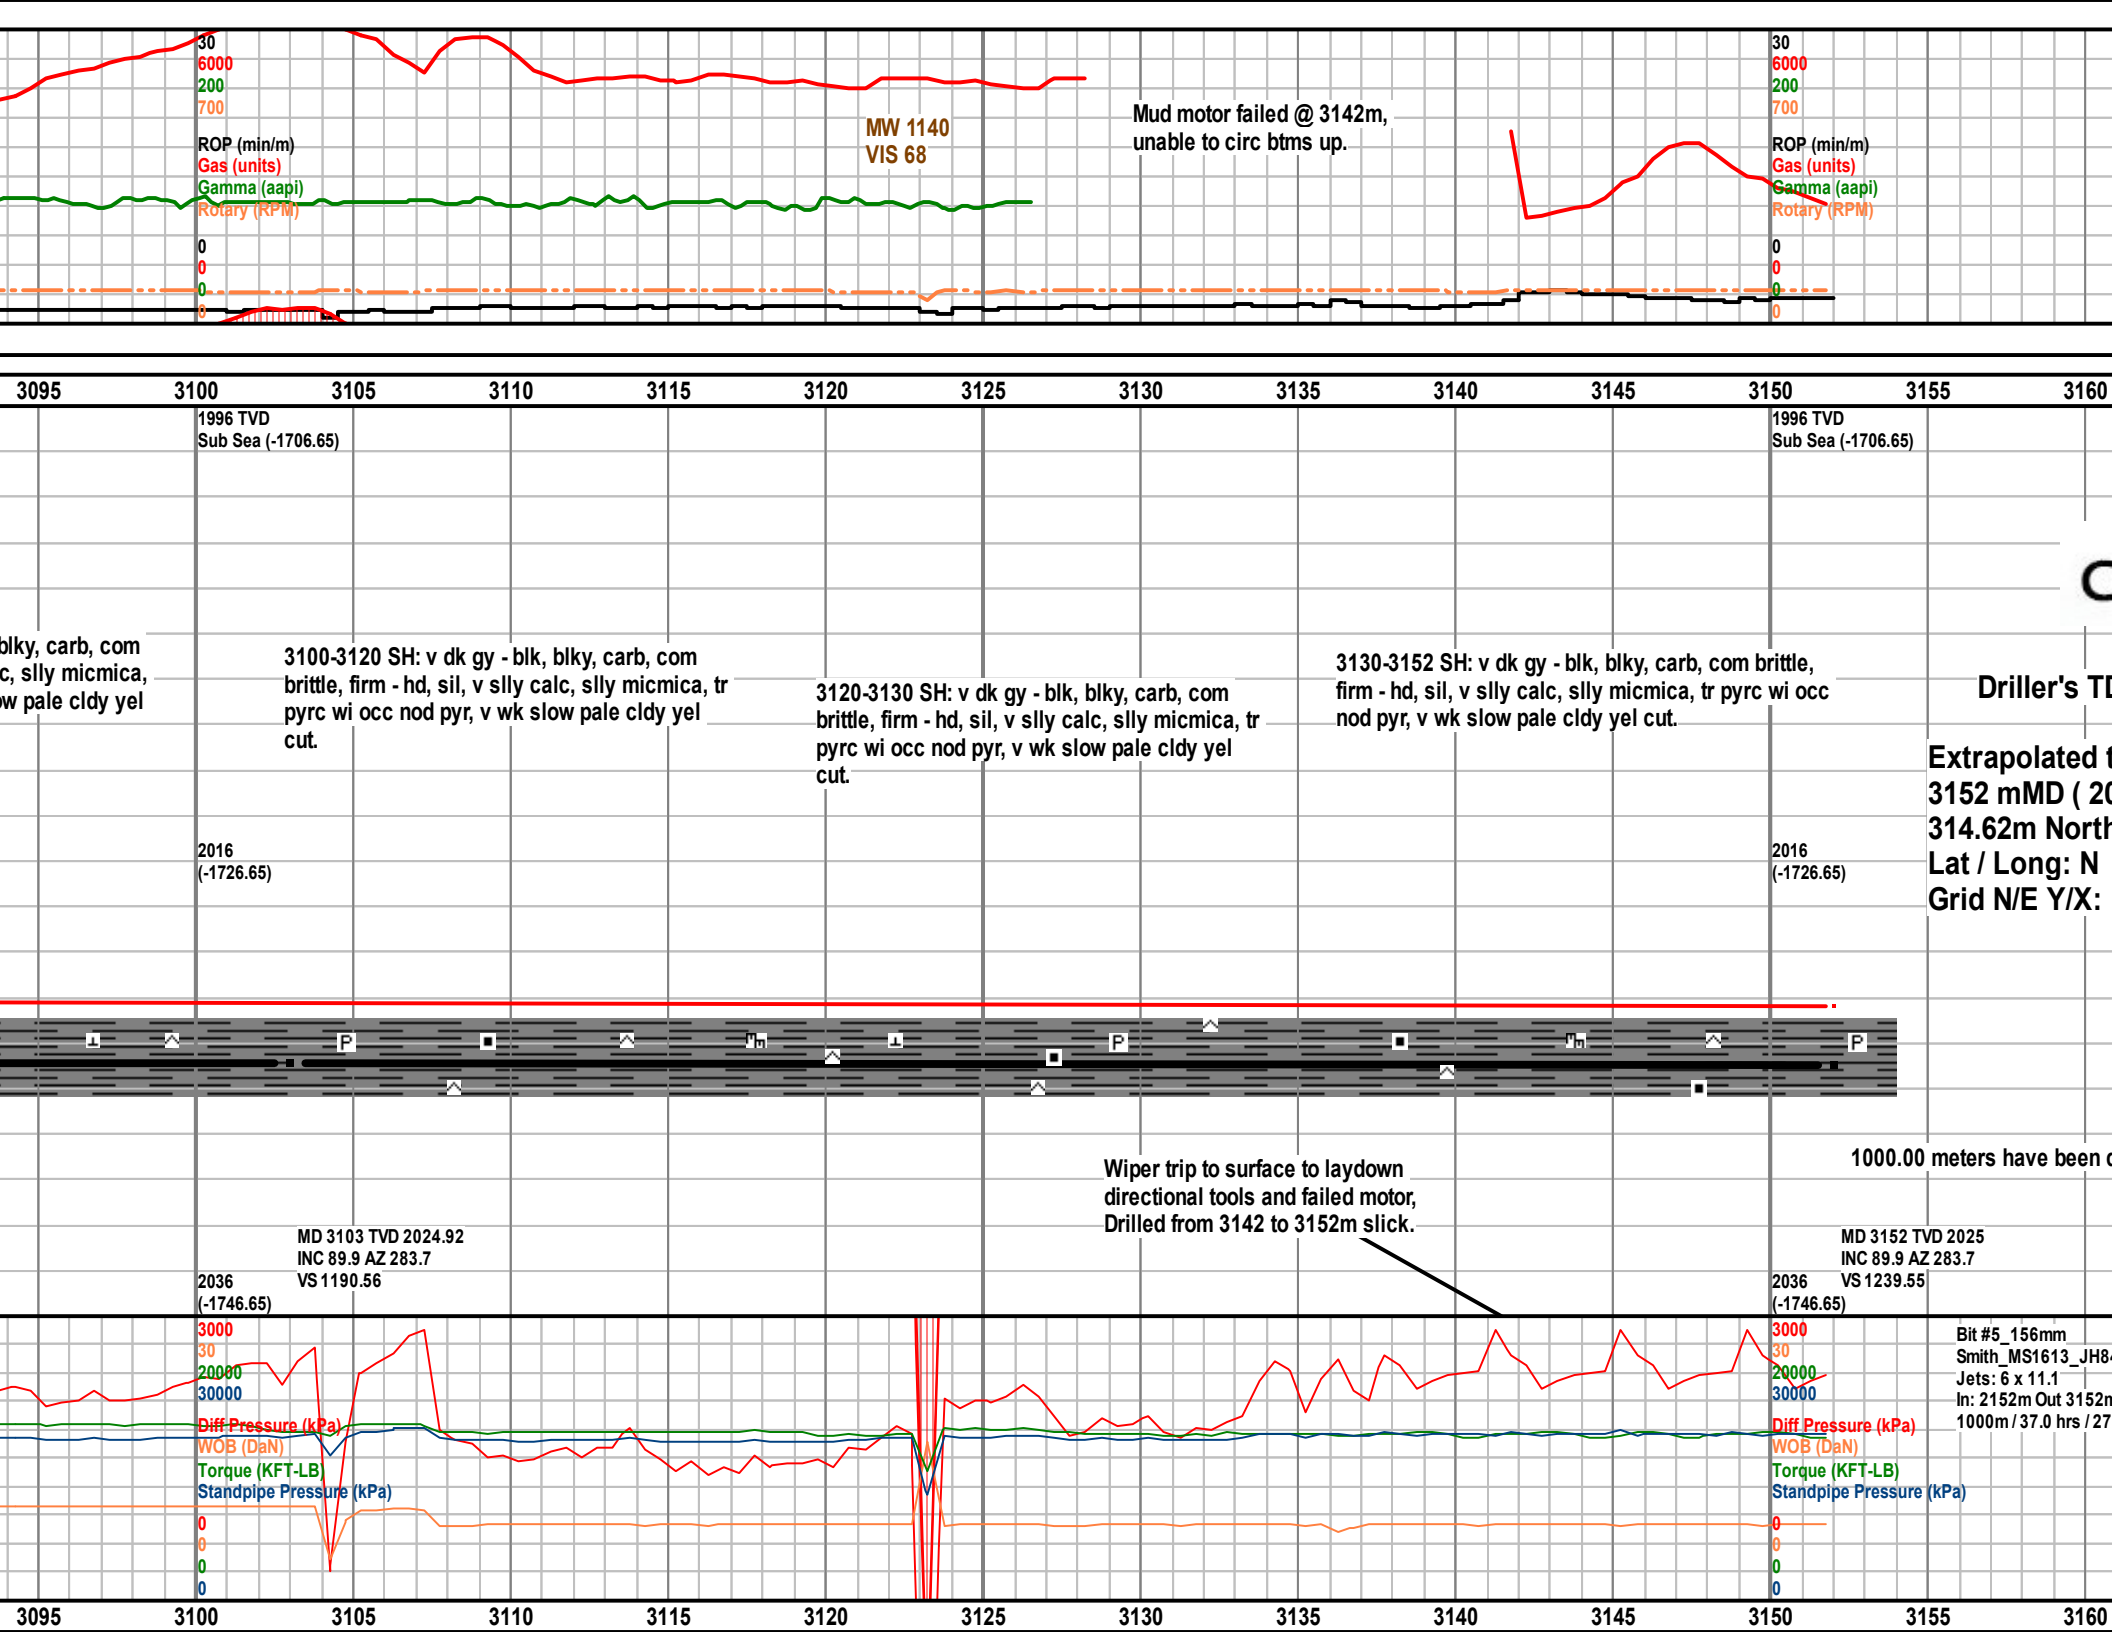 30
6000
200
700
ROP (min/m)
Gas (units)
Gamma (aapi)
Rotary (RPM)
0
0
0
0
MW 1140
VIS 68
Mud motor failed @ 3142m,
unable to circ btms up.
30
6000
200
700
ROP (min/m)
Gas (units)
Gamma (aapi)
Rotary (RPM)
0
0
0
0
3095 3100 3105 3110 3115 3120 3125 3130 3135 3140 3145 3150 3155 3160
1996 TVD
Sub Sea (-1706.65)
1996 TVD
Sub Sea (-1706.65)
blky, carb, com
c, slly micmica,
ow pale cldy yel
3100-3120 SH: v dk gy - blk, blky, carb, com
brittle, firm - hd, sil, v slly calc, slly micmica, tr
pyrc wi occ nod pyr, v wk slow pale cldy yel
cut.
3120-3130 SH: v dk gy - blk, blky, carb, com
brittle, firm - hd, sil, v slly calc, slly micmica, tr
pyrc wi occ nod pyr, v wk slow pale cldy yel
cut.
3130-3152 SH: v dk gy - blk, blky, carb, com brittle,
firm - hd, sil, v slly calc, slly micmica, tr pyrc wi occ
nod pyr, v wk slow pale cldy yel cut.
Driller's TD
Extrapolated t
3152 mMD ( 20
314.62m North
Lat / Long: N
Grid N/E Y/X:
2016
(-1726.65)
2016
(-1726.65)
P P P
Wiper trip to surface to laydown
directional tools and failed motor,
Drilled from 3142 to 3152m slick.
1000.00 meters have been
MD 3103 TVD 2024.92
INC 89.9 AZ 283.7
VS 1190.56
MD 3152 TVD 2025
INC 89.9 AZ 283.7
VS 1239.55
2036
(-1746.65)
2036
(-1746.65)
3000
30
20000
30000
Diff Pressure (kPa)
WOB (DaN)
Torque (KFT-LB)
Standpipe Pressure (kPa)
0
0
0
0
3000
30
20000
30000
Diff Pressure (kPa)
WOB (DaN)
Torque (KFT-LB)
Standpipe Pressure (kPa)
0
0
0
0
Bit #5_156mm
Smith_MS1613_JH84
Jets: 6 x 11.1
In: 2152m Out 3152m
1000m / 37.0 hrs / 27
3095 3100 3105 3110 3115 3120 3125 3130 3135 3140 3145 3150 3155 3160